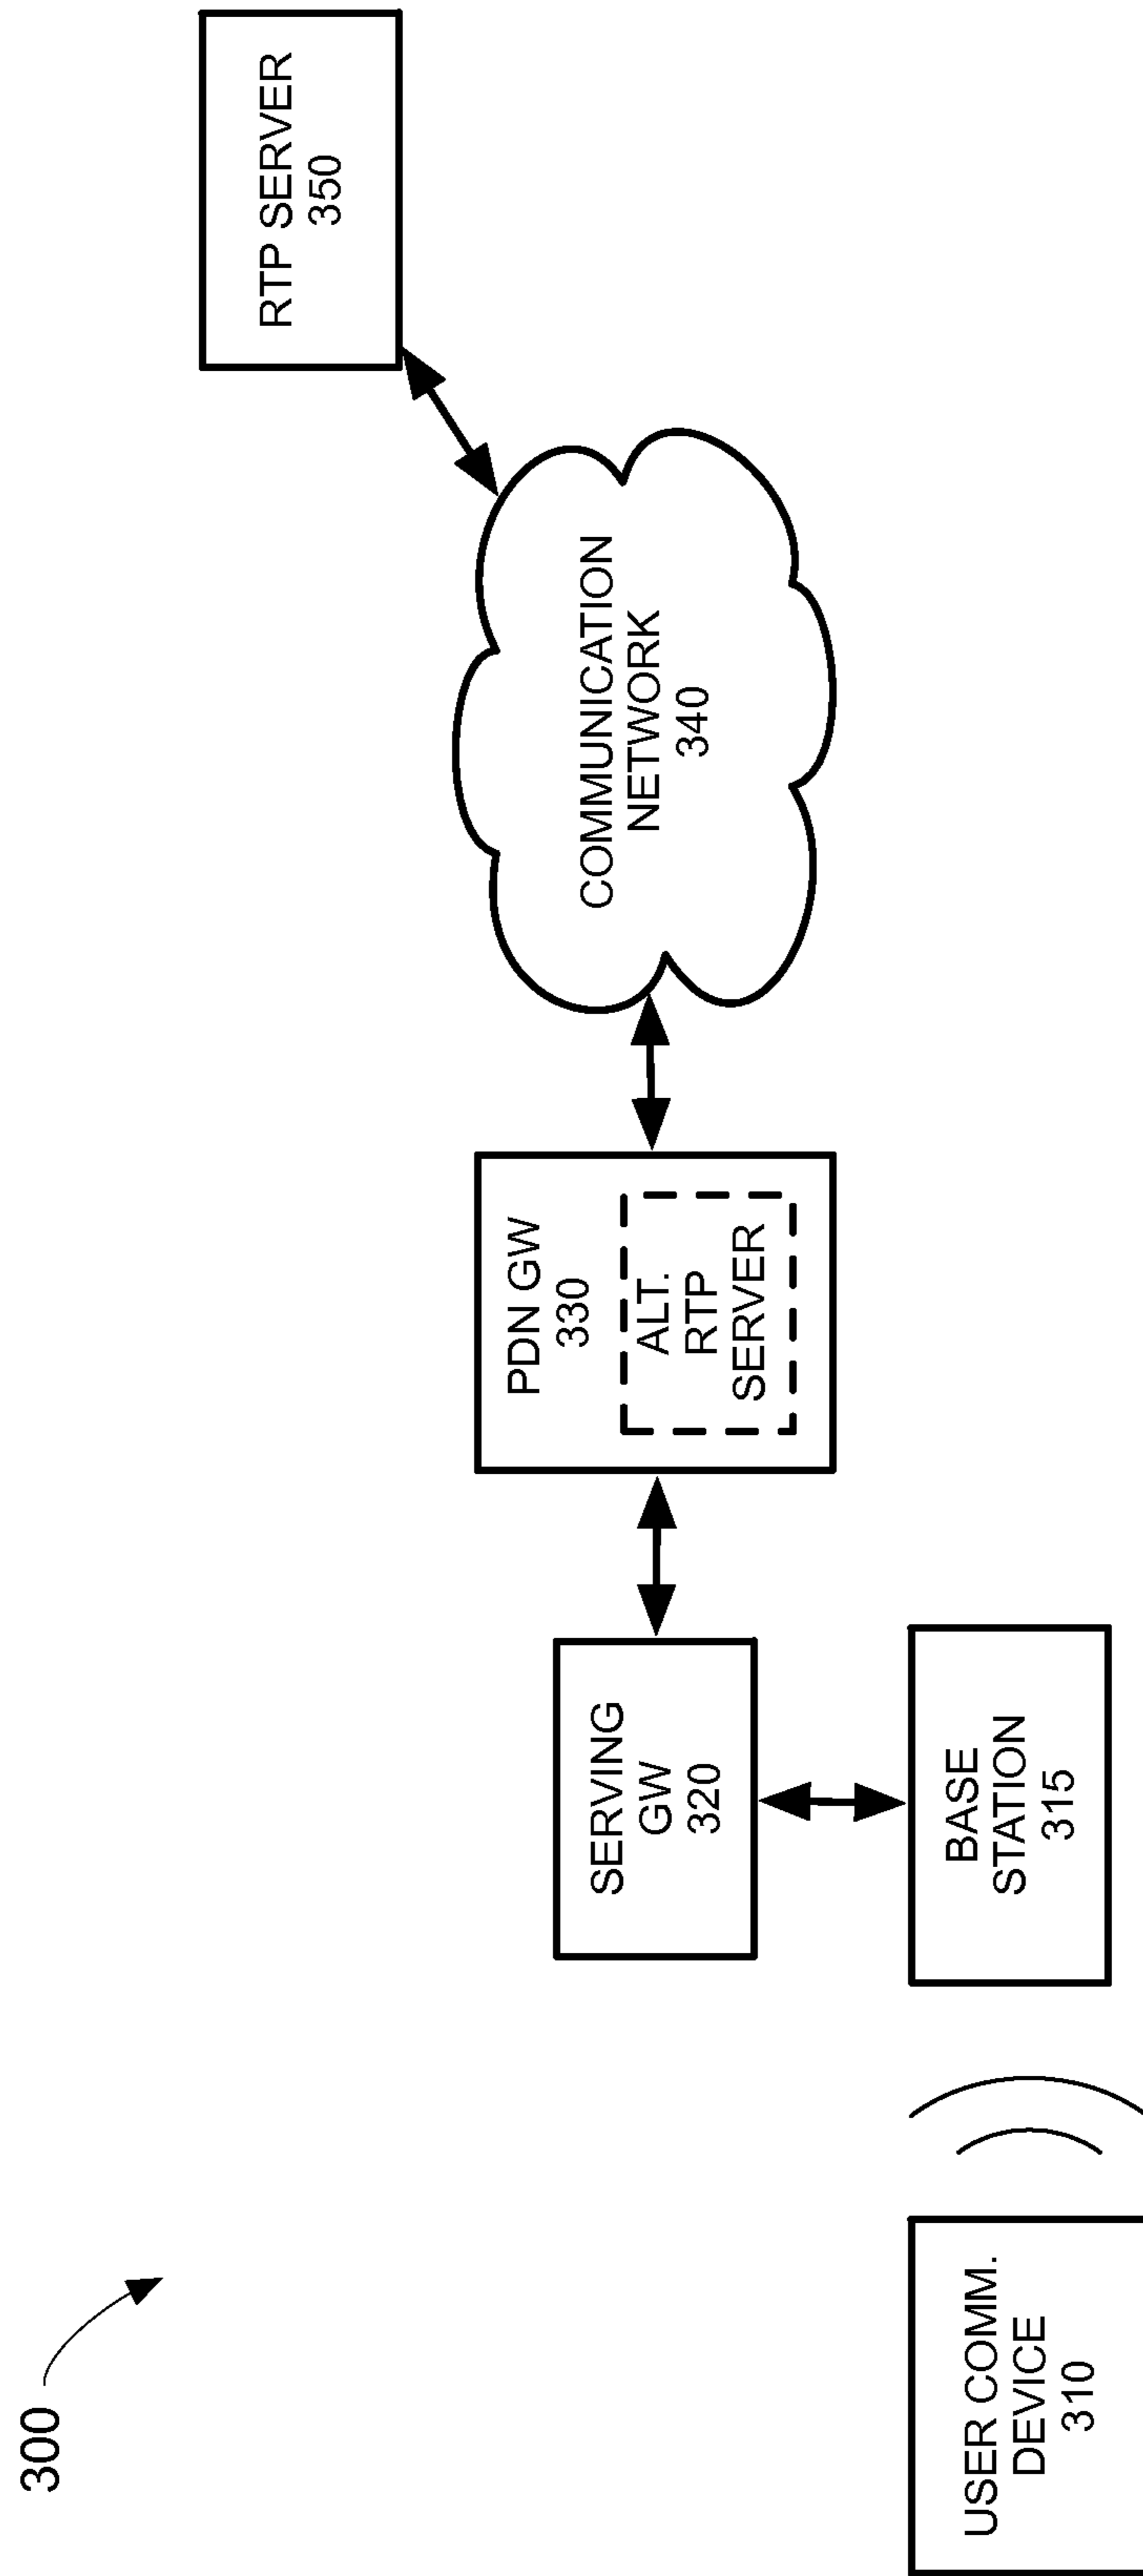 300
RTP SERVER
350
COMMUNICATION
NETWORK
340
PDN GW
330
ALT.
RTP
SERVER
SERVING
GW
320
BASE
STATION
315
USER COMM.
DEVICE
310